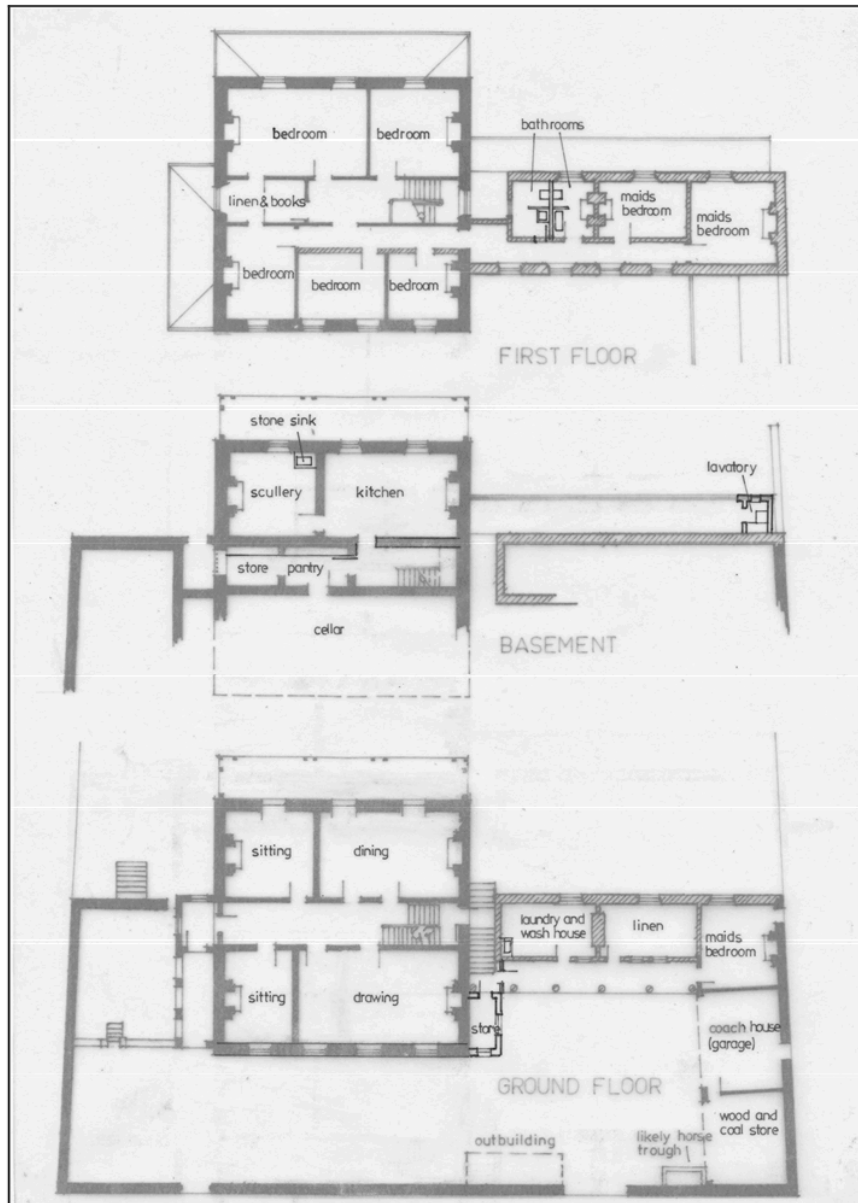 bedroom
bedroom
bathrooms
linen & books
maids
bedroom
maids
bedroom
bedroom
bedroom
bedroom
FIRST FLOOR
stone sink
scullery
kitchen
lavatory
store
pantry
cellar
BASEMENT
sitting
dining
laundry and
wash house
linen
maids
bedroom
sitting
drawing
store
coach house
(garage)
GROUND FLOOR
wood and
coal store
outbuilding
likely horse
trough